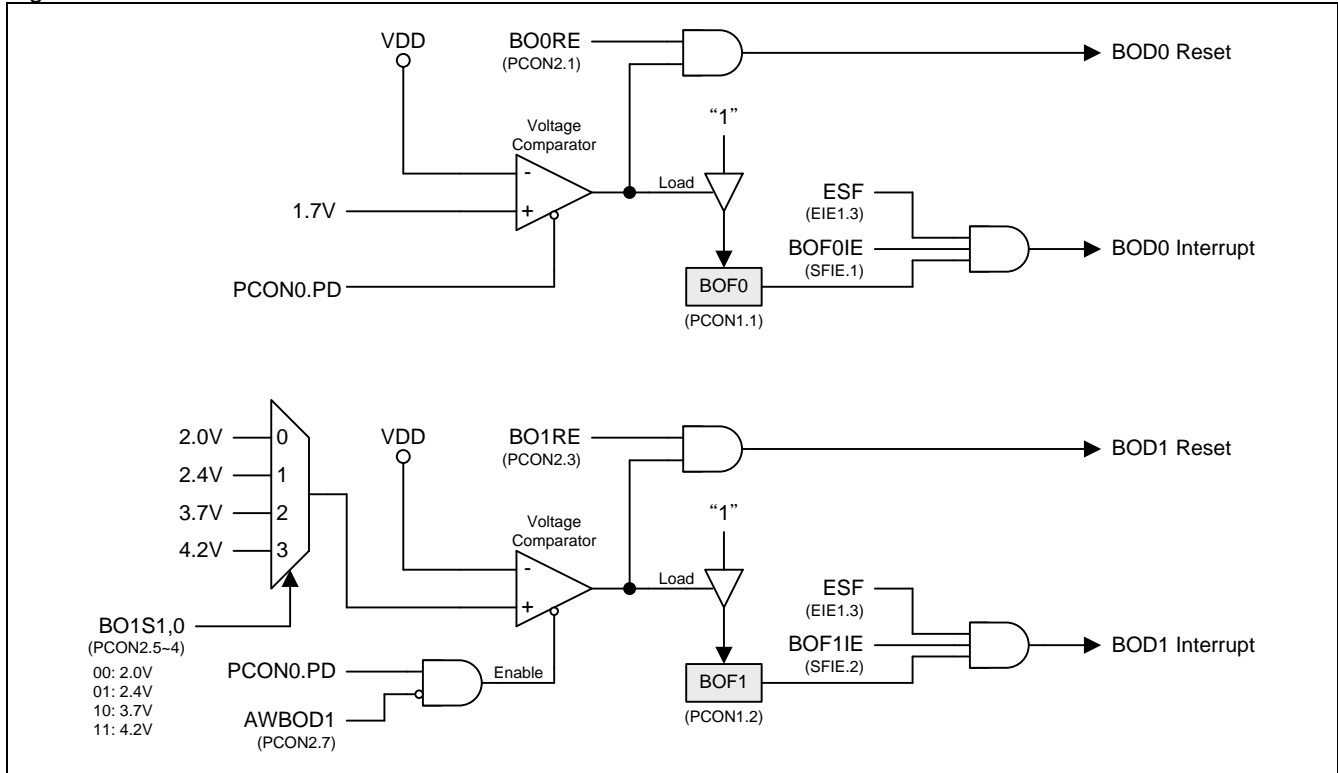 VDD
BO0RE
(PCON2.1)
BOD0 Reset
Voltage
Comparator
"1"
-
Load
1.7V
+
ESF
(EIE1.3)
BOF0IE
(SFIE.1)
BOD0 Interrupt
PCON0.PD
BOF0
(PCON1.1)
2.0V
0
2.4V
1
3.7V
2
4.2V
3
VDD
BO1RE
(PCON2.3)
BOD1 Reset
Voltage
Comparator
"1"
-
Load
+
BO1S1,0
(PCON2.5~4)
00: 2.0V
01: 2.4V
10: 3.7V
11: 4.2V
PCON0.PD
Enable
AWBOD1
(PCON2.7)
ESF
(EIE1.3)
BOF1IE
(SFIE.2)
BOD1 Interrupt
BOF1
(PCON1.2)